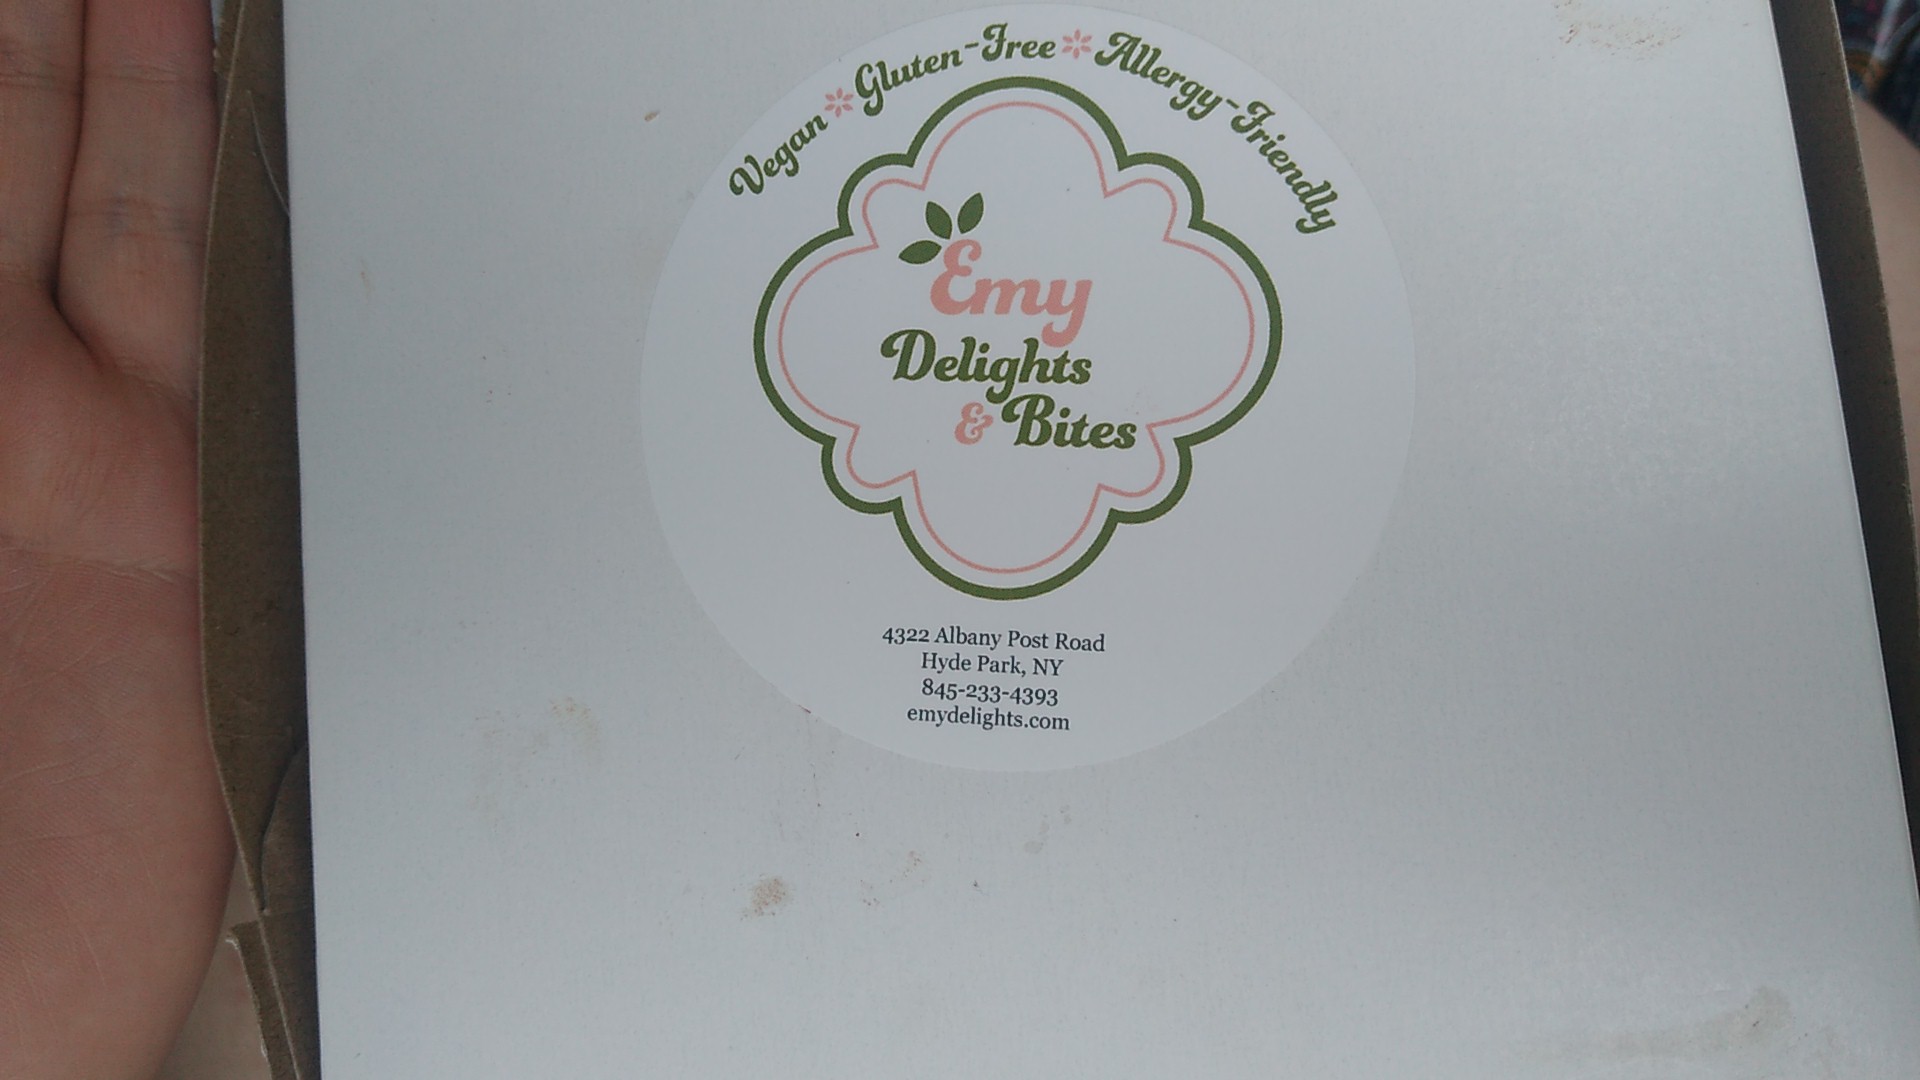 Vegan * Gluten-Free * Allergy-Friendly
Emy
Delights
& Bites
4322 Albany Post Road
Hyde Park, NY
845-233-4393
emydelights.com